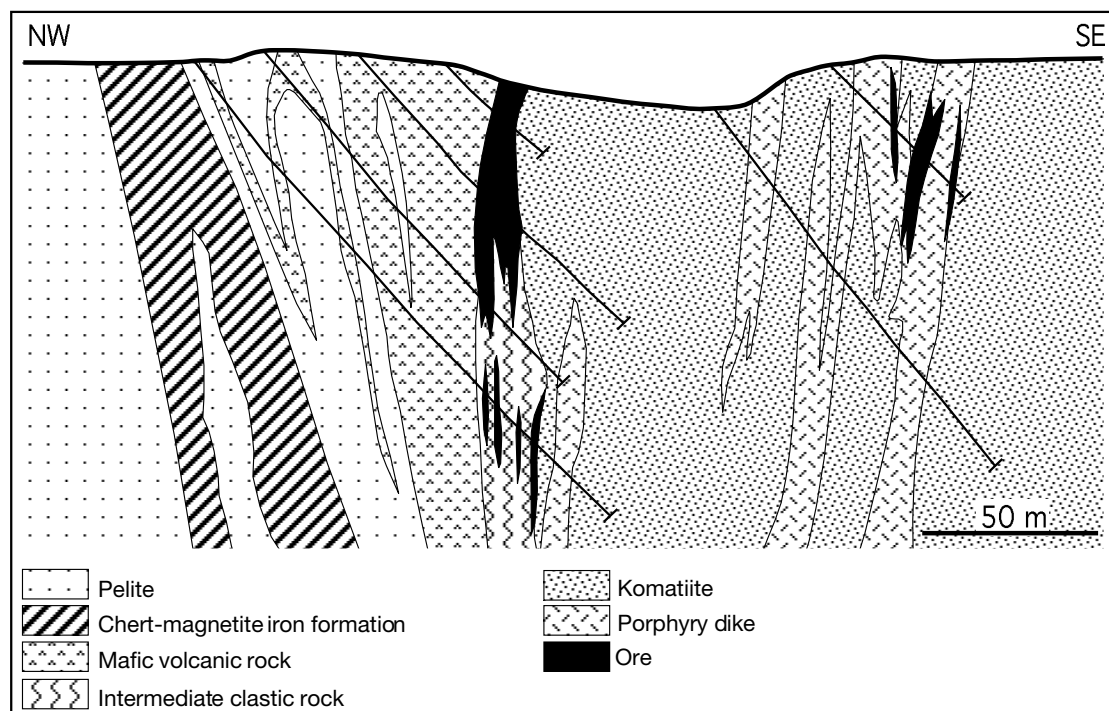 NW
SE
50 m
Pelite
Chert-magnetite iron formation
Mafic volcanic rock
Intermediate clastic rock
Komatiite
Porphyry dike
Ore